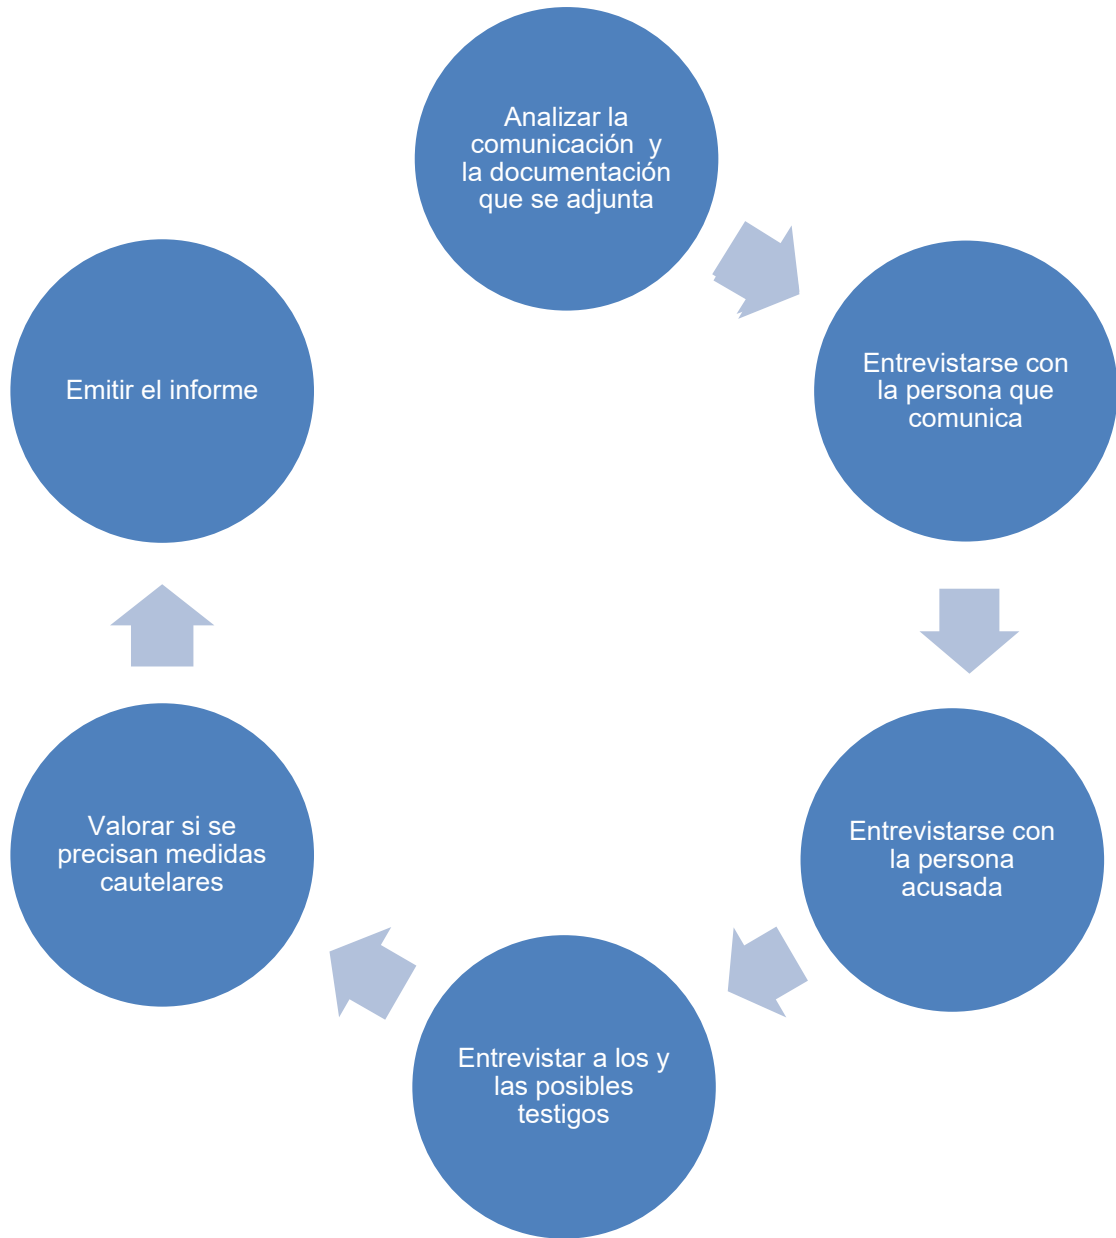 Analizar la
comunicación y
la documentación
que se adjunta
Entrevistarse con
la persona que
comunica
Entrevistarse con
la persona
acusada
Entrevistar a los y
las posibles
testigos
Valorar si se
precisan medidas
cautelares
Emitir el informe